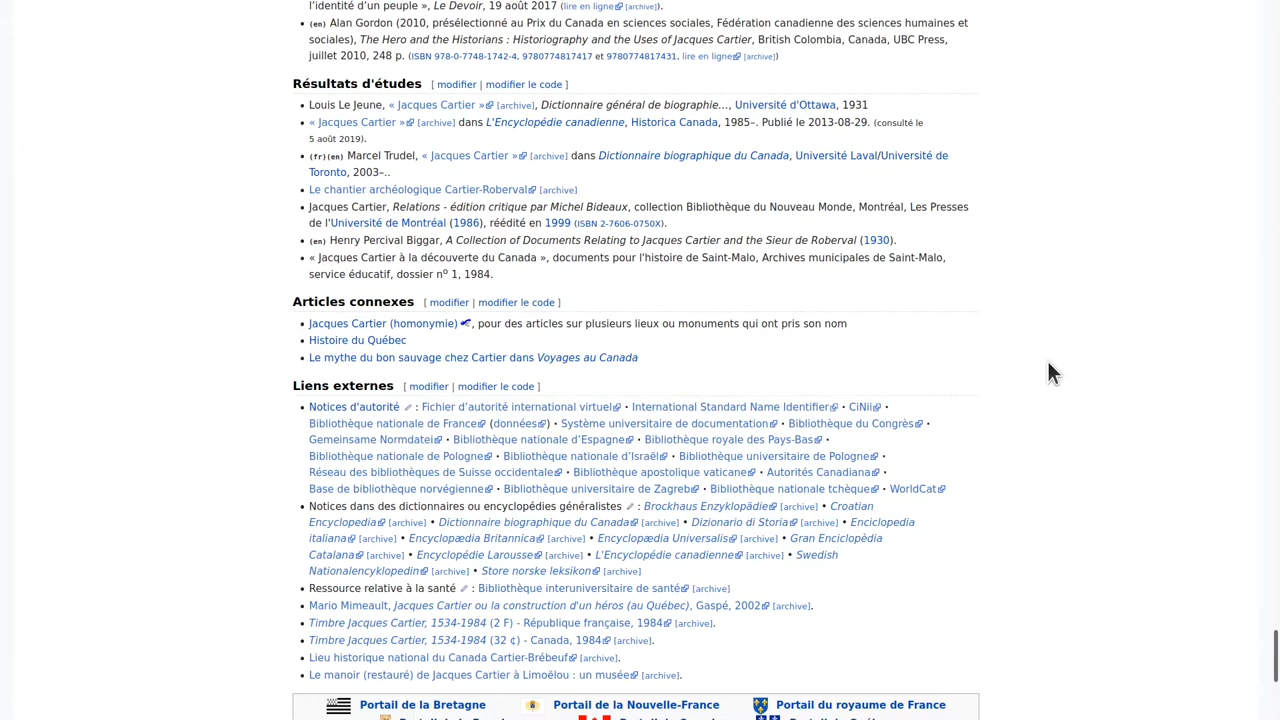 l'identité d'un peuple », Le Devoir, 19 août 2017 (lire en ligne [archive]).
(en) Alan Gordon (2010, présélectionné au Prix du Canada en sciences sociales, Fédération canadienne des sciences humaines et
sociales), The Hero and the Historians : Historiography and the Uses of Jacques Cartier, British Colombia, Canada, UBC Press,
juillet 2010, 248 p. (ISBN 978-0-7748-1742-4, 9780774817417 et 9780774817431, lire en ligne [archive])
Résultats d'études [ modifier | modifier le code ]
Louis Le Jeune, « Jacques Cartier » [archive], Dictionnaire général de biographie..., Université d'Ottawa, 1931
« Jacques Cartier » [archive] dans L'Encyclopédie canadienne, Historica Canada, 1985–. Publié le 2013-08-29. (consulté le
5 août 2019).
(fr)(en) Marcel Trudel, « Jacques Cartier » [archive] dans Dictionnaire biographique du Canada, Université Laval/Université de
Toronto, 2003–..
Le chantier archéologique Cartier-Roberval [archive]
Jacques Cartier, Relations - édition critique par Michel Bideaux, collection Bibliothèque du Nouveau Monde, Montréal, Les Presses
de l'Université de Montréal (1986), réédité en 1999 (ISBN 2-7606-0750X).
(en) Henry Percival Biggar, A Collection of Documents Relating to Jacques Cartier and the Sieur de Roberval (1930).
« Jacques Cartier à la découverte du Canada », documents pour l'histoire de Saint-Malo, Archives municipales de Saint-Malo,
service éducatif, dossier nº 1, 1984.
Articles connexes [ modifier | modifier le code ]
Jacques Cartier (homonymie), pour des articles sur plusieurs lieux ou monuments qui ont pris son nom
Histoire du Québec
Le mythe du bon sauvage chez Cartier dans Voyages au Canada
Liens externes [ modifier | modifier le code ]
Notices d'autorité : Fichier d'autorité international virtuel · International Standard Name Identifier · CiNii ·
Bibliothèque nationale de France (données) · Système universitaire de documentation · Bibliothèque du Congrès ·
Gemeinsame Normdatei · Bibliothèque nationale d'Espagne · Bibliothèque royale des Pays-Bas ·
Bibliothèque nationale de Pologne · Bibliothèque nationale d'Israël · Bibliothèque universitaire de Pologne ·
Réseau des bibliothèques de Suisse occidentale · Bibliothèque apostolique vaticane · Autorités Canadiana ·
Base de bibliothèque norvégienne · Bibliothèque universitaire de Zagreb · Bibliothèque nationale tchèque · WorldCat
Notices dans des dictionnaires ou encyclopédies généralistes : Brockhaus Enzyklopädie [archive] • Croatian
Encyclopedia [archive] • Dictionnaire biographique du Canada [archive] • Dizionario di Storia [archive] • Enciclopedia
italiana [archive] • Encyclopædia Britannica [archive] • Encyclopædia Universalis [archive] • Gran Enciclopèdia
Catalana [archive] • Encyclopédie Larousse [archive] • L'Encyclopédie canadienne [archive] • Swedish
Nationalencyklopedin [archive] • Store norske leksikon [archive]
Ressource relative à la santé : Bibliothèque interuniversitaire de santé [archive]
Mario Mimeault, Jacques Cartier ou la construction d'un héros (au Québec), Gaspé, 2002 [archive].
Timbre Jacques Cartier, 1534-1984 (2 F) - République française, 1984 [archive].
Timbre Jacques Cartier, 1534-1984 (32 ¢) - Canada, 1984 [archive].
Lieu historique national du Canada Cartier-Brébeuf [archive].
Le manoir (restauré) de Jacques Cartier à Limoëlou : un musée [archive].
Portail de la Bretagne Portail de la Nouvelle-France Portail du royaume de France